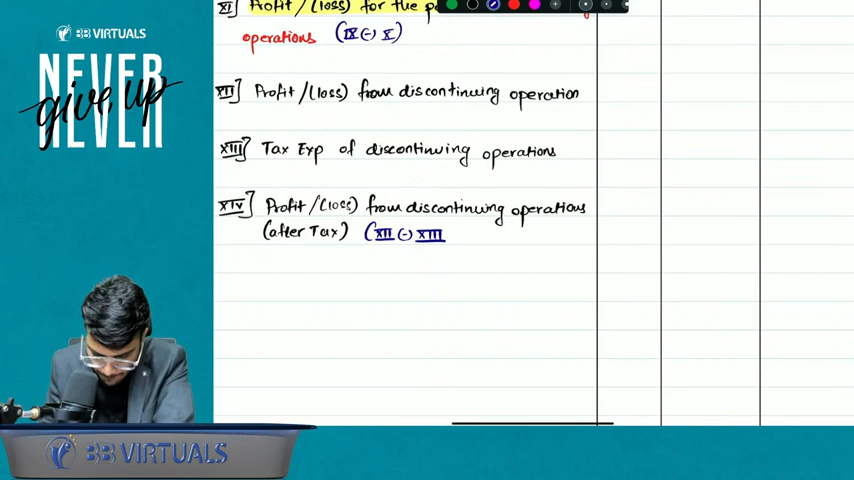 BB VIRTUALS
NEVER
give up
NEVER
XI] Profit/(loss) for the
operations (IX (-) X)
XII] Profit/(loss) from discontinuing operation
XIII] Tax Exp of discontinuing operations
XIV] Profit/(loss) from discontinuing operations
(after Tax) (XII (-) XIII
BB VIRTUALS